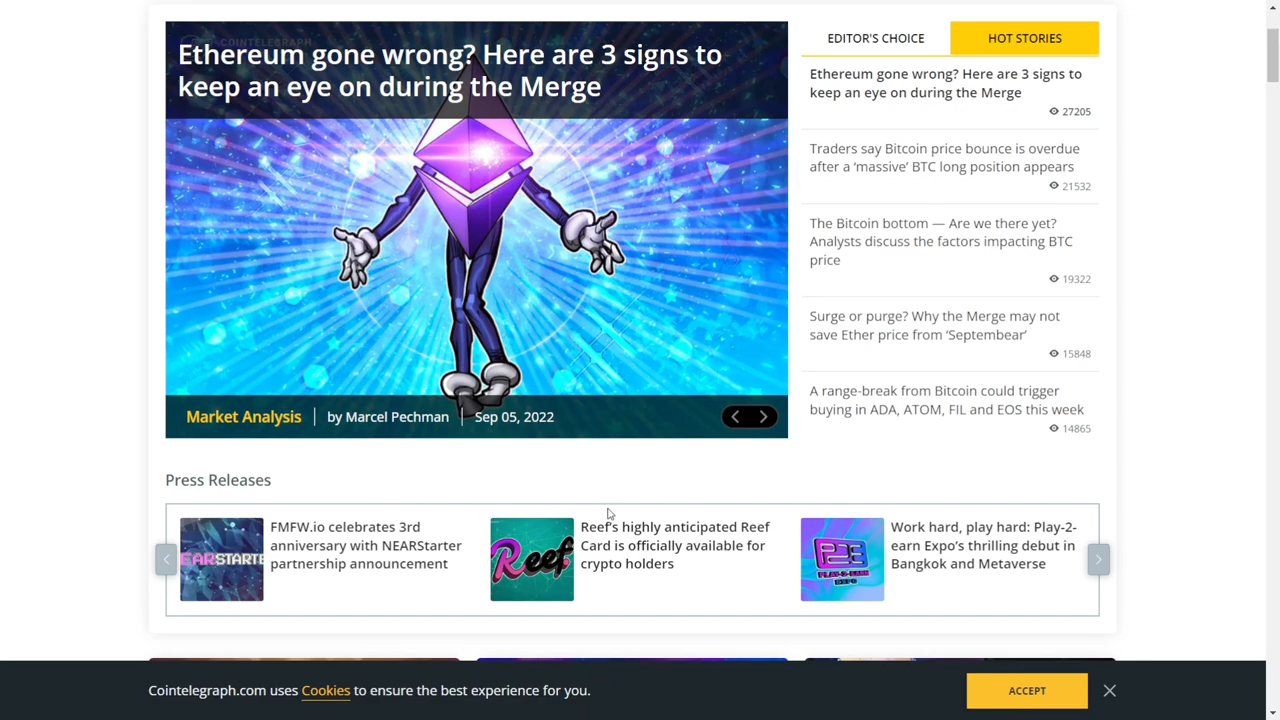 COINTELEGRAPH
Ethereum gone wrong? Here are 3 signs to
keep an eye on during the Merge
Market Analysis
by Marcel Pechman
Sep 05, 2022
EDITOR'S CHOICE
HOT STORIES
Ethereum gone wrong? Here are 3 signs to
keep an eye on during the Merge
27205
Traders say Bitcoin price bounce is overdue
after a ‘massive’ BTC long position appears
21532
The Bitcoin bottom — Are we there yet?
Analysts discuss the factors impacting BTC
price
19322
Surge or purge? Why the Merge may not
save Ether price from ‘Septembear’
15848
A range-break from Bitcoin could trigger
buying in ADA, ATOM, FIL and EOS this week
14865
Press Releases
EARSTARTE
FMFW.io celebrates 3rd
anniversary with NEARStarter
partnership announcement
Reef
Reef’s highly anticipated Reef
Card is officially available for
crypto holders
P2E
PLAY-2-EARN
EXPO
Work hard, play hard: Play-2-
earn Expo’s thrilling debut in
Bangkok and Metaverse
Cointelegraph.com uses Cookies to ensure the best experience for you.
ACCEPT